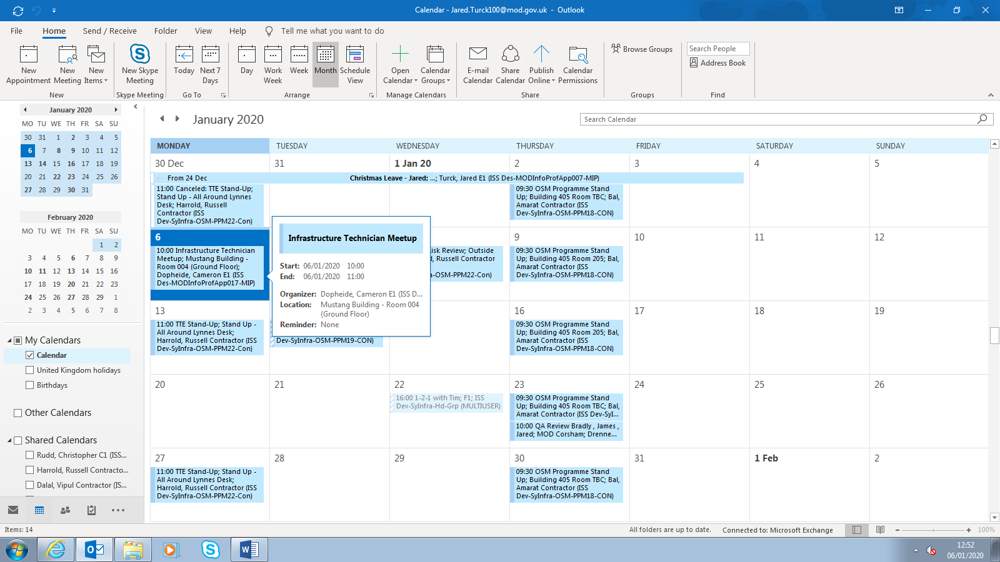 Calendar - Jared.Turck100@mod.gov.uk - Outlook
File Home Send / Receive Folder View Help Tell me what you want to do
New Appointment
New Meeting
New Items
New
New Skype Meeting
Skype Meeting
Today
Next 7 Days
Go To
Day
Work Week
Week
Month
Schedule View
Arrange
Open Calendar
Calendar Groups
Manage Calendars
E-mail Calendar
Share Calendar
Publish Online
Calendar Permissions
Share
Browse Groups
Groups
Search People
Address Book
Find
January 2020
MO TU WE TH FR SA SU
30 31 1 2 3 4 5
6 7 8 9 10 11 12
13 14 15 16 17 18 19
20 21 22 23 24 25 26
27 28 29 30 31
February 2020
MO TU WE TH FR SA SU
1 2
3 4 5 6 7 8 9
10 11 12 13 14 15 16
17 18 19 20 21 22 23
24 25 26 27 28 29 1
2 3 4 5 6 7 8
My Calendars
Calendar
United Kingdom holidays
Birthdays
Other Calendars
Shared Calendars
Rudd, Christopher C1 (ISS...
Harrold, Russell Contracto...
Dalal, Vipul Contractor (IS...
January 2020
Search Calendar
MONDAY TUESDAY WEDNESDAY THURSDAY FRIDAY SATURDAY SUNDAY
30 Dec 31 1 Jan 20 2 3 4 5
From 24 Dec Christmas Leave - Jared; ...; Turck, Jared E1 (ISS Des-MODInfoProfApp007-MIP)
11:00 Canceled: TTE Stand-Up;
Stand Up - All Around Lynnes
Desk; Harrold, Russell
Contractor (ISS
Dev-SyInfra-OSM-PPM22-Con)
09:30 OSM Programme Stand
Up; Building 405 Room TBC; Bal,
Amarat Contractor (ISS
Dev-SyInfra-OSM-PPM18-CON)
6 9 10 11 12
10:00 Infrastructure Technician
Meetup; Mustang Building -
Room 004 (Ground Floor);
Dopheide, Cameron E1 (ISS
Des-MODInfoProfApp017-MIP)
Infrastructure Technician Meetup
Start: 06/01/2020 10:00
End: 06/01/2020 11:00
Organizer: Dopheide, Cameron E1 (ISS D...
Location: Mustang Building - Room 004
(Ground Floor)
Reminder: None
isk Review; Outside
, Russell Contractor
a-OSM-PPM22-Con)
09:30 OSM Programme Stand
Up; Building 405 Room 205; Bal,
Amarat Contractor (ISS
Dev-SyInfra-OSM-PPM18-CON)
13 16 17 18 19
11:00 TTE Stand-Up; Stand Up -
All Around Lynnes Desk;
Harrold, Russell Contractor (ISS
Dev-SyInfra-OSM-PPM22-Con)
Dev-SyInfra-OSM-PPM19-CON)
09:30 OSM Programme Stand
Up; Building 405 Room 205; Bal,
Amarat Contractor (ISS
Dev-SyInfra-OSM-PPM18-CON)
20 21 22 23 24 25 26
16:00 1-2-1 with Tim; F1; ISS
Dev-SyInfra-Hd-Grp (MULTIUSER)
09:30 OSM Programme Stand
Up; Building 405 Room TBC; Bal,
Amarat Contractor (ISS Dev-SyI...
10:00 QA Review Bradly , James ,
Jared; MOD Corsham; Drenne...
27 28 29 30 31 1 Feb 2
11:00 TTE Stand-Up; Stand Up -
All Around Lynnes Desk;
Harrold, Russell Contractor (ISS
Dev-SyInfra-OSM-PPM22-Con)
09:30 OSM Programme Stand
Up; Building 405 Room TBC; Bal,
Amarat Contractor (ISS
Dev-SyInfra-OSM-PPM18-CON)
Items: 14
All folders are up to date. Connected to: Microsoft Exchange
100%
12:52
06/01/2020